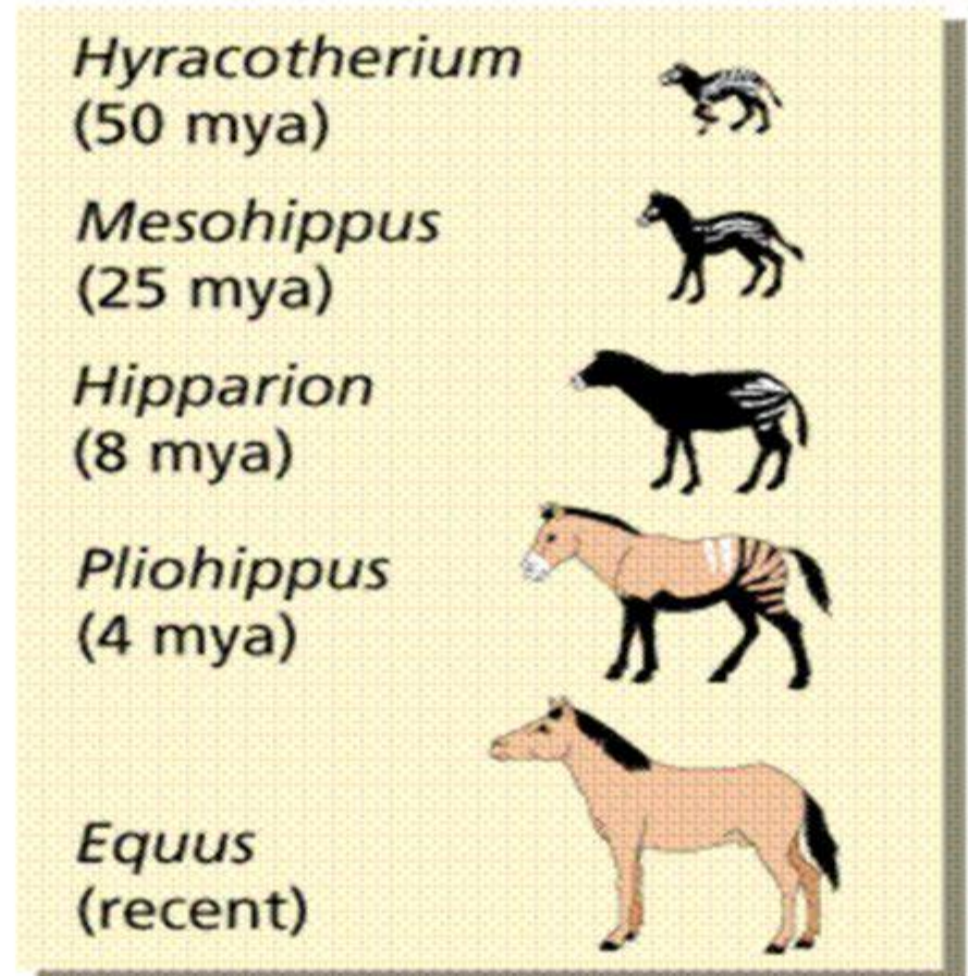 Hyracotherium
(50 mya)
Mesohippus
(25 mya)
Hipparion
(8 mya)
Pliohippus
(4 mya)
Equus
(recent)